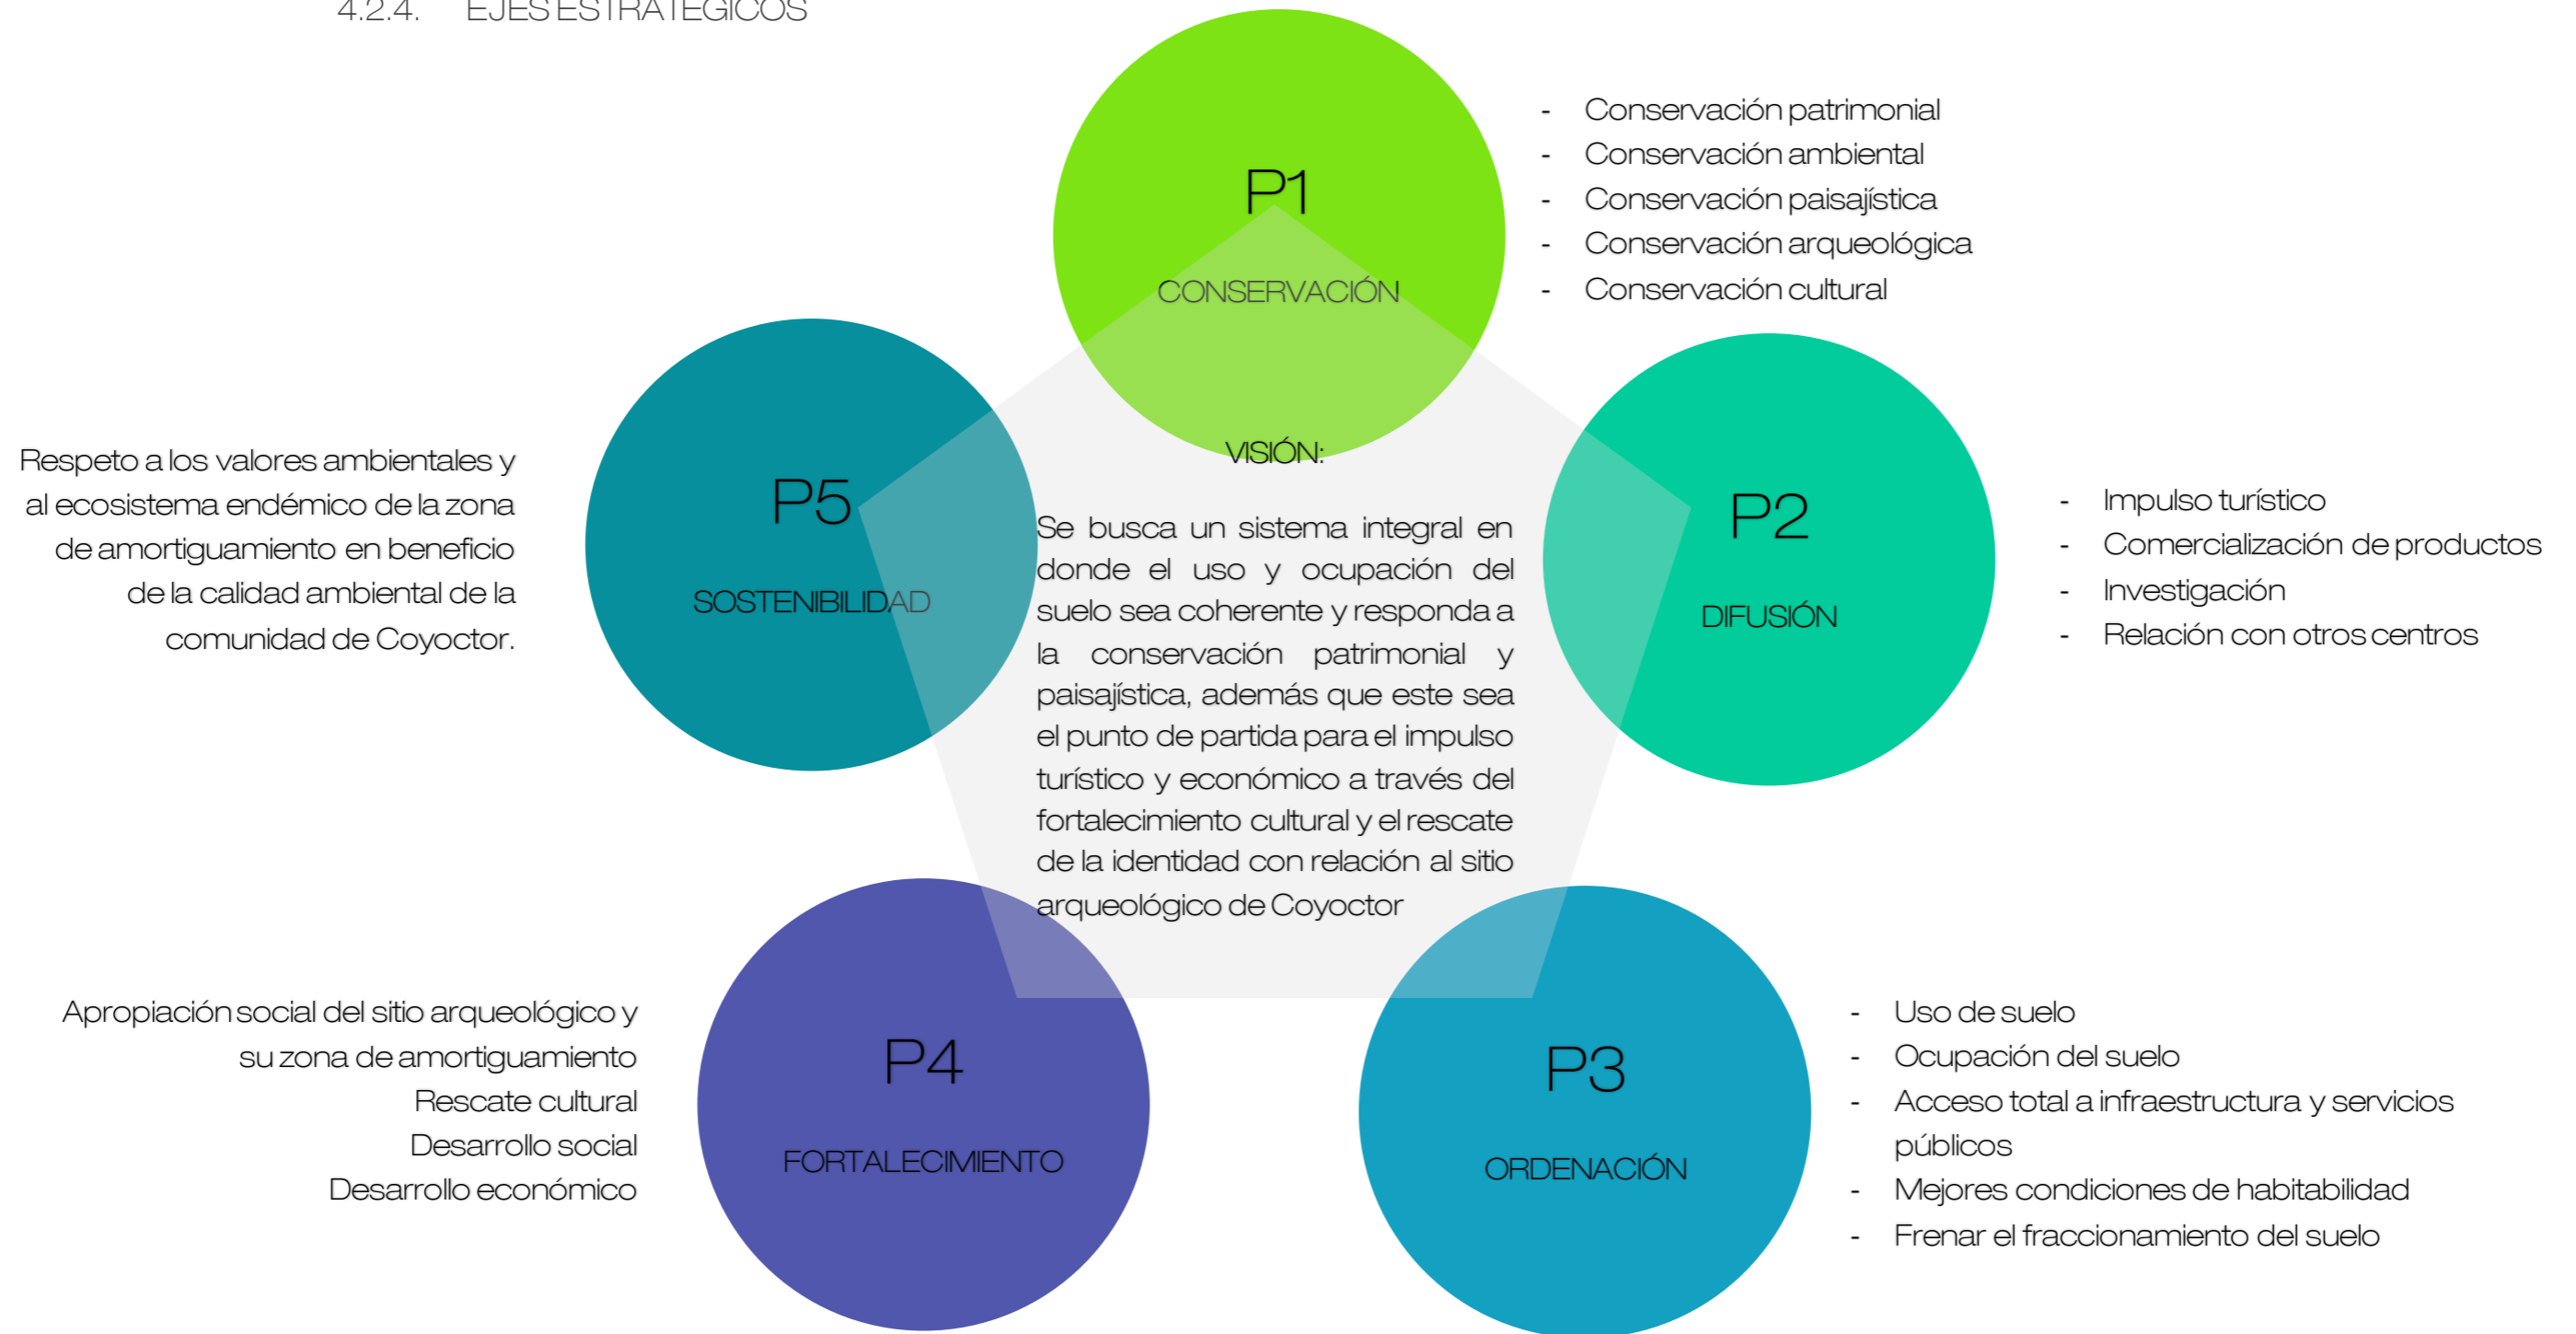 4.2.4. EJES ESTRATÉGICOS
P1
CONSERVACIÓN
- Conservación patrimonial
- Conservación ambiental
- Conservación paisajística
- Conservación arqueológica
- Conservación cultural
P2
DIFUSIÓN
- Impulso turístico
- Comercialización de productos
- Investigación
- Relación con otros centros
VISIÓN:
Se busca un sistema integral en
donde el uso y ocupación del
suelo sea coherente y responda a
la conservación patrimonial y
paisajística, además que este sea
el punto de partida para el impulso
turístico y económico a través del
fortalecimiento cultural y el rescate
de la identidad con relación al sitio
arqueológico de Coyoctor
P5
SOSTENIBILIDAD
Respeto a los valores ambientales y
al ecosistema endémico de la zona
de amortiguamiento en beneficio
de la calidad ambiental de la
comunidad de Coyoctor.
P4
FORTALECIMIENTO
Apropiación social del sitio arqueológico y
su zona de amortiguamiento
Rescate cultural
Desarrollo social
Desarrollo económico
P3
ORDENACIÓN
- Uso de suelo
- Ocupación del suelo
- Acceso total a infraestructura y servicios
públicos
- Mejores condiciones de habitabilidad
- Frenar el fraccionamiento del suelo